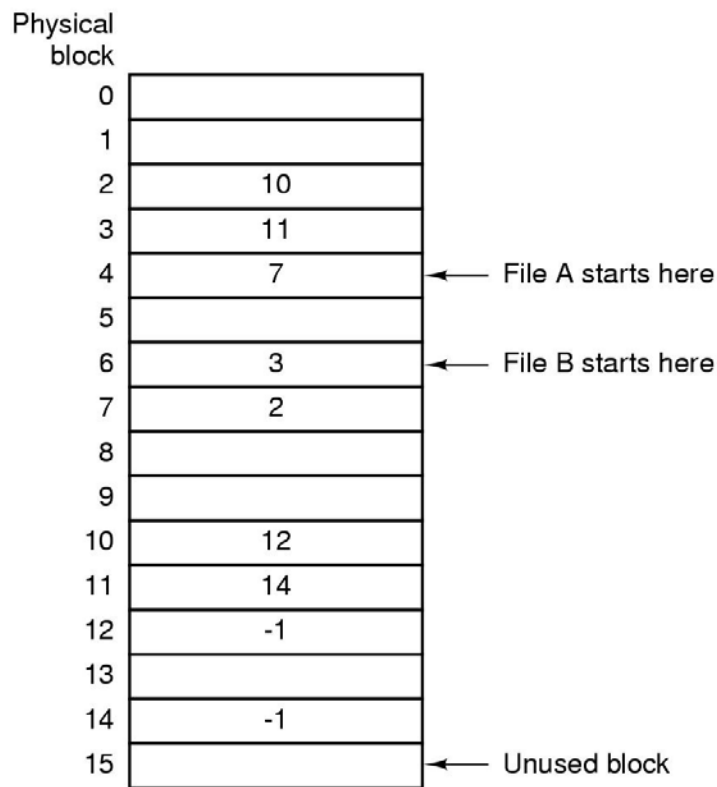 Physical
block
0
1
2 10
3 11
4 7 File A starts here
5
6 3 File B starts here
7 2
8
9
10 12
11 14
12 -1
13
14 -1
15 Unused block